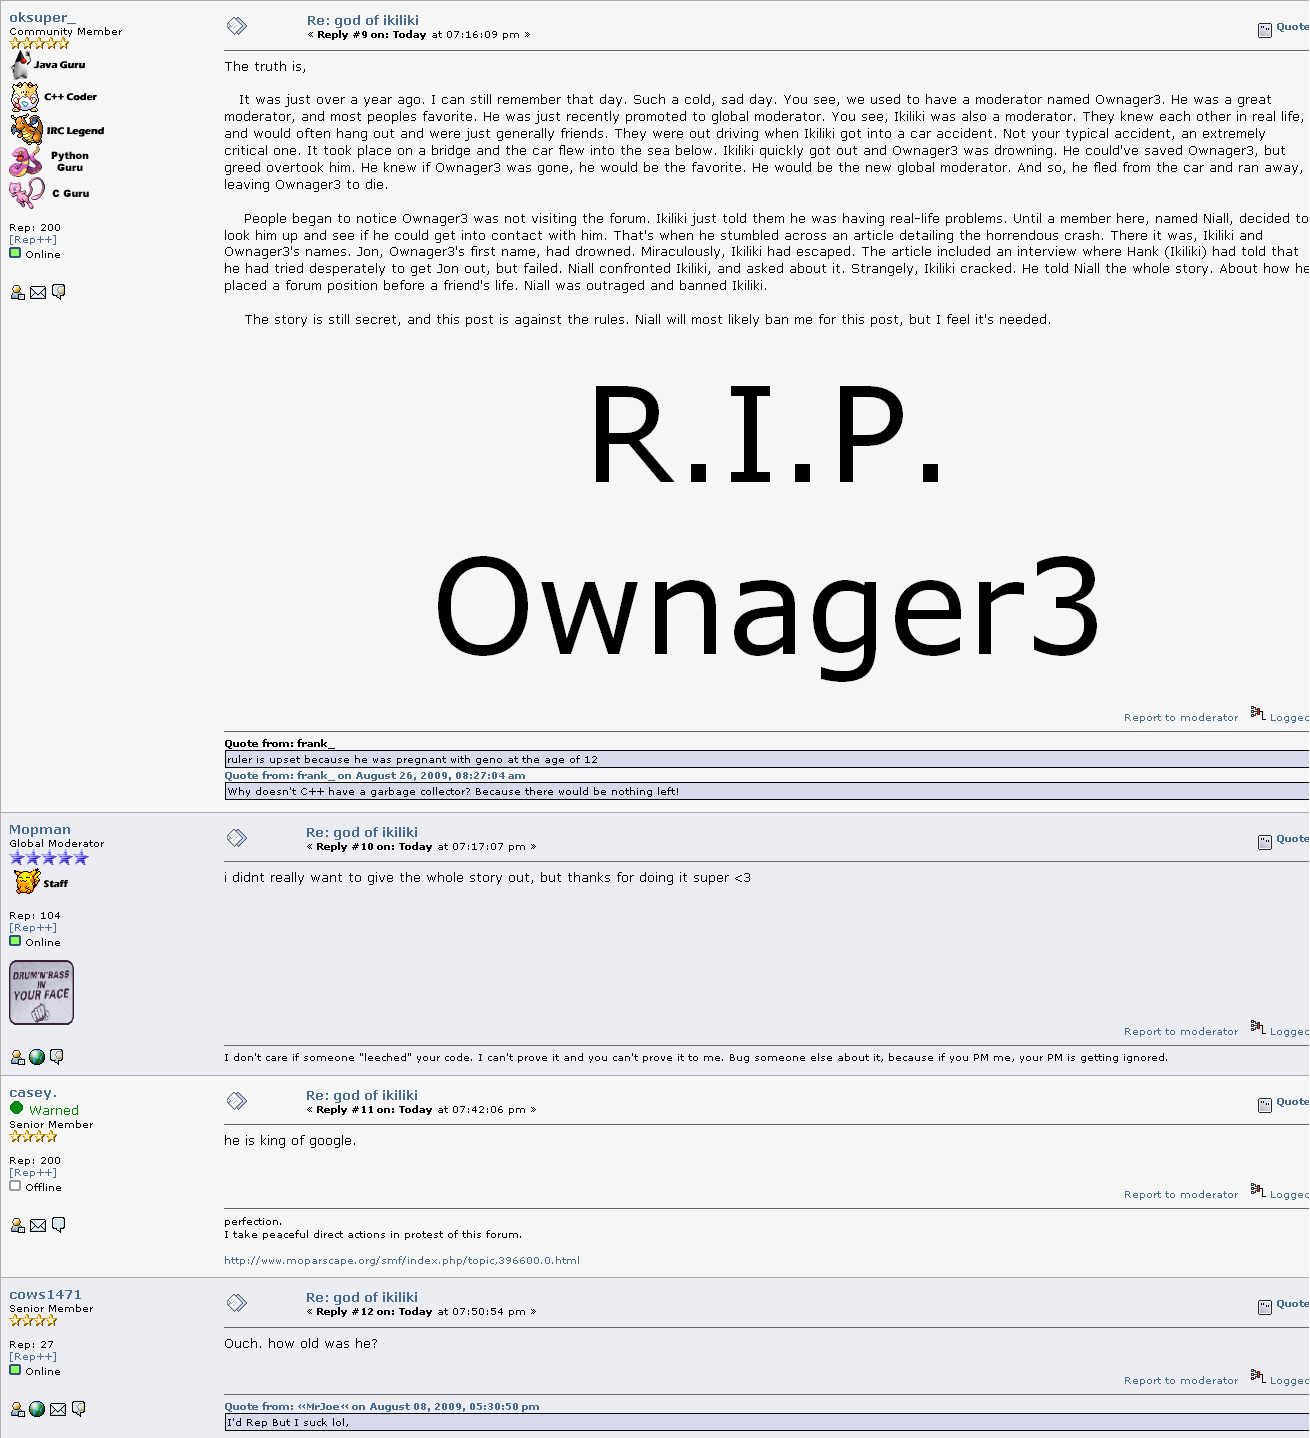 oksuper_
Community Member
Java Guru
C++ Coder
IRC Legend
Python
Guru
C Guru
Rep: 200
[Rep++]
Online
Re: god of ikiliki
« Reply #9 on: Today at 07:16:09 pm »
Quote
The truth is,
It was just over a year ago. I can still remember that day. Such a cold, sad day. You see, we used to have a moderator named Ownager3. He was a great
moderator, and most peoples favorite. He was just recently promoted to global moderator. You see, Ikiliki was also a moderator. They knew each other in real life,
and would often hang out and were just generally friends. They were out driving when Ikiliki got into a car accident. Not your typical accident, an extremely
critical one. It took place on a bridge and the car flew into the sea below. Ikiliki quickly got out and Ownager3 was drowning. He could've saved Ownager3, but
greed overtook him. He knew if Ownager3 was gone, he would be the favorite. He would be the new global moderator. And so, he fled from the car and ran away,
leaving Ownager3 to die.
People began to notice Ownager3 was not visiting the forum. Ikiliki just told them he was having real-life problems. Until a member here, named Niall, decided to
look him up and see if he could get into contact with him. That's when he stumbled across an article detailing the horrendous crash. There it was, Ikiliki and
Ownager3's names. Jon, Ownager3's first name, had drowned. Miraculously, Ikiliki had escaped. The article included an interview where Hank (Ikiliki) had told that
he had tried desperately to get Jon out, but failed. Niall confronted Ikiliki, and asked about it. Strangely, Ikiliki cracked. He told Niall the whole story. About how he
placed a forum position before a friend's life. Niall was outraged and banned Ikiliki.
The story is still secret, and this post is against the rules. Niall will most likely ban me for this post, but I feel it's needed.
R.I.P.
Ownager3
Report to moderator Logged
Quote from: frank_
ruler is upset because he was pregnant with geno at the age of 12
Quote from: frank_ on August 26, 2009, 08:27:04 am
Why doesn't C++ have a garbage collector? Because there would be nothing left!
Mopman
Global Moderator
Staff
Rep: 104
[Rep++]
Online
DRUM'N'BASS
IN
YOUR FACE
Re: god of ikiliki
« Reply #10 on: Today at 07:17:07 pm »
Quote
i didnt really want to give the whole story out, but thanks for doing it super <3
Report to moderator Logged
I don't care if someone "leeched" your code. I can't prove it and you can't prove it to me. Bug someone else about it, because if you PM me, your PM is getting ignored.
casey.
Warned
Senior Member
Rep: 200
[Rep++]
Offline
Re: god of ikiliki
« Reply #11 on: Today at 07:42:06 pm »
Quote
he is king of google.
Report to moderator Logged
perfection.
I take peaceful direct actions in protest of this forum.
http://www.moparscape.org/smf/index.php/topic,396600.0.html
cows1471
Senior Member
Rep: 27
[Rep++]
Online
Re: god of ikiliki
« Reply #12 on: Today at 07:50:54 pm »
Quote
Ouch. how old was he?
Report to moderator Logged
Quote from: «MrJoe« on August 08, 2009, 05:30:50 pm
I'd Rep But I suck lol,